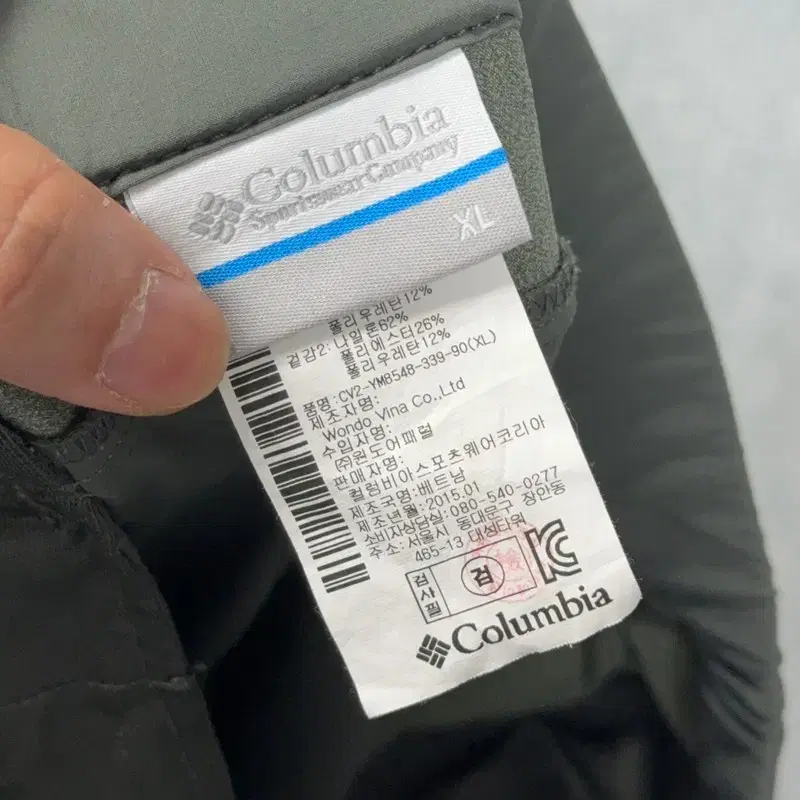 Columbia
Sportswear Company
XL
폴리우레탄12%
겉감2: 나일론62%
폴리에스터26%
폴리우레탄12%
품명:CV2-YM8548-339-90(XL)
제조자명:
Wondo Vina Co.,Ltd
수입자명:
㈜원도어패럴
판매자명:
컬럼비아스포츠웨어코리아
제조국명:베트남
제조년월:2015.01
소비자상담실: 080-540-0277
주소: 서울시 동대문구 장안동
465-13 태성타워
검사필
검
Columbia